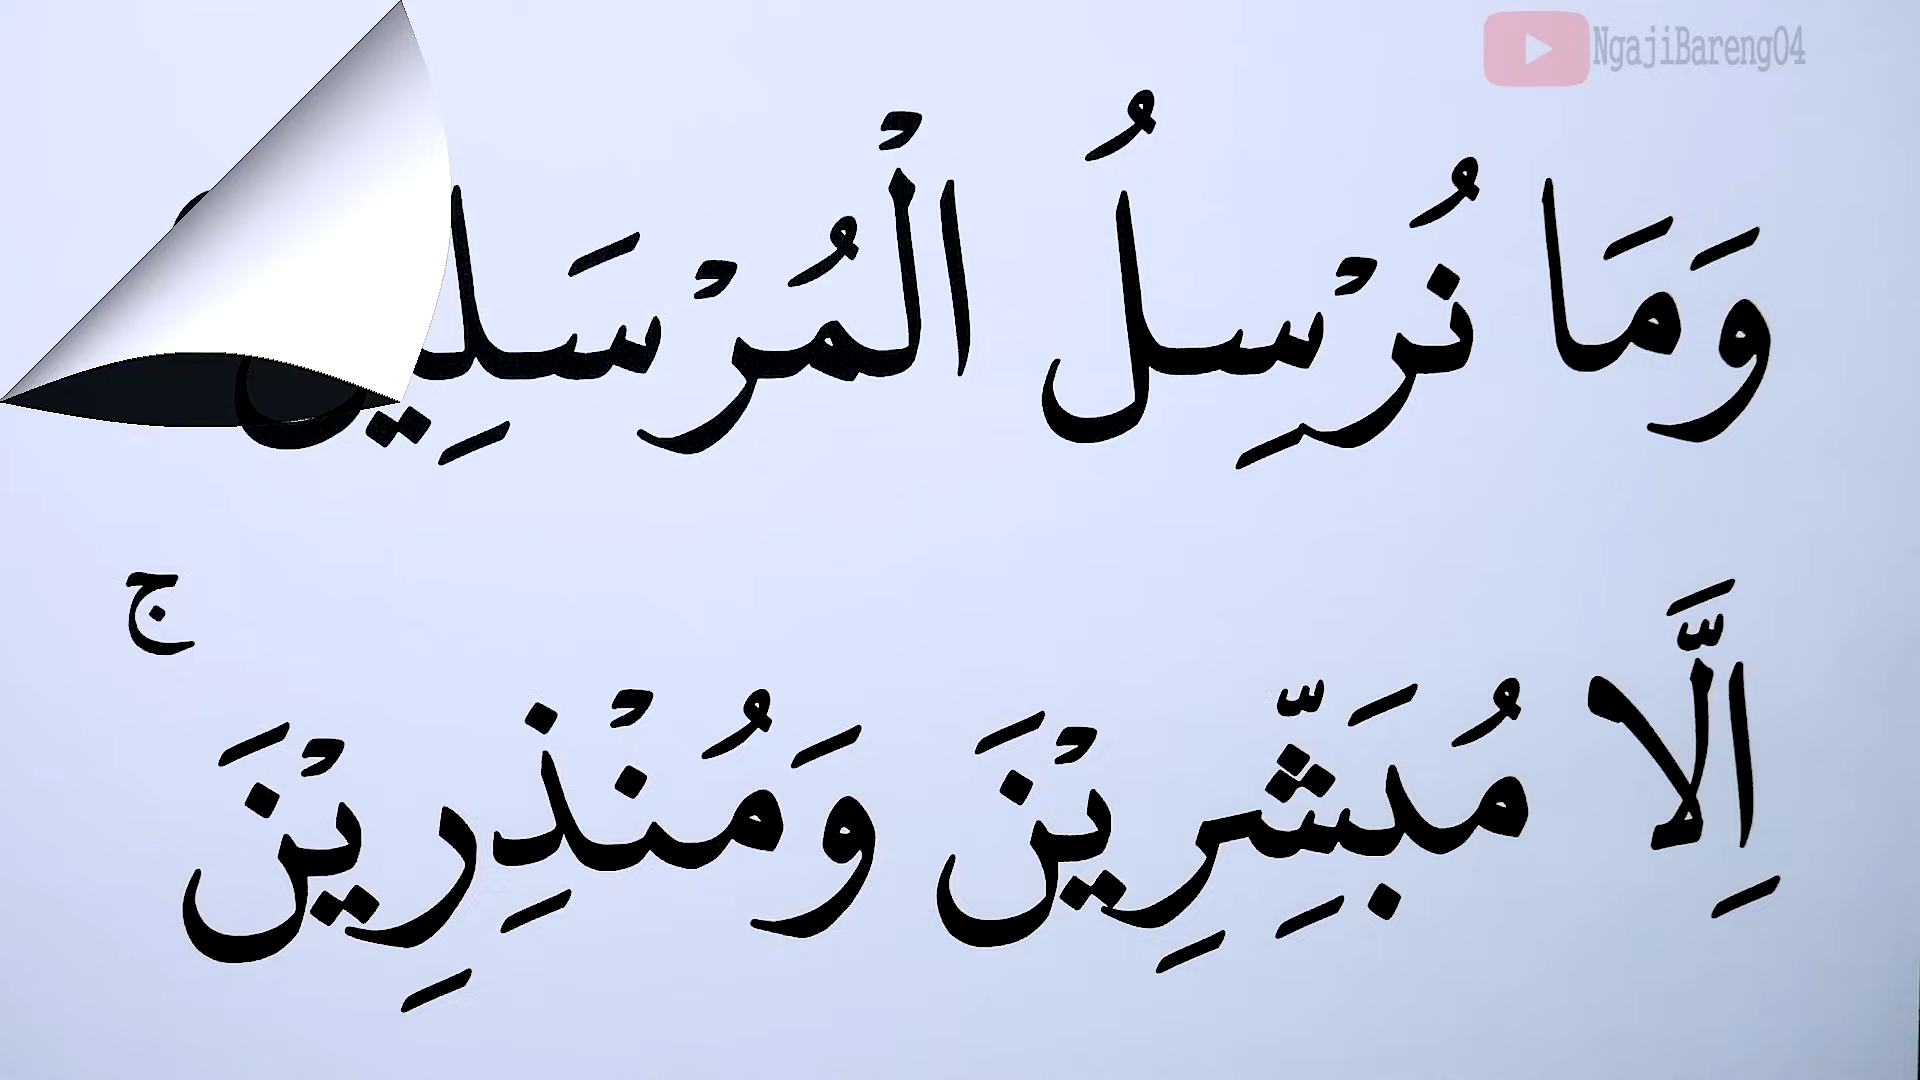 NgajiBareng04
وَمَا نُرْسِلُ الْمُرْسَلِيْنَ
اِلَّا مُبَشِّرِيْنَ وَمُنْذِرِيْنَ ۚ